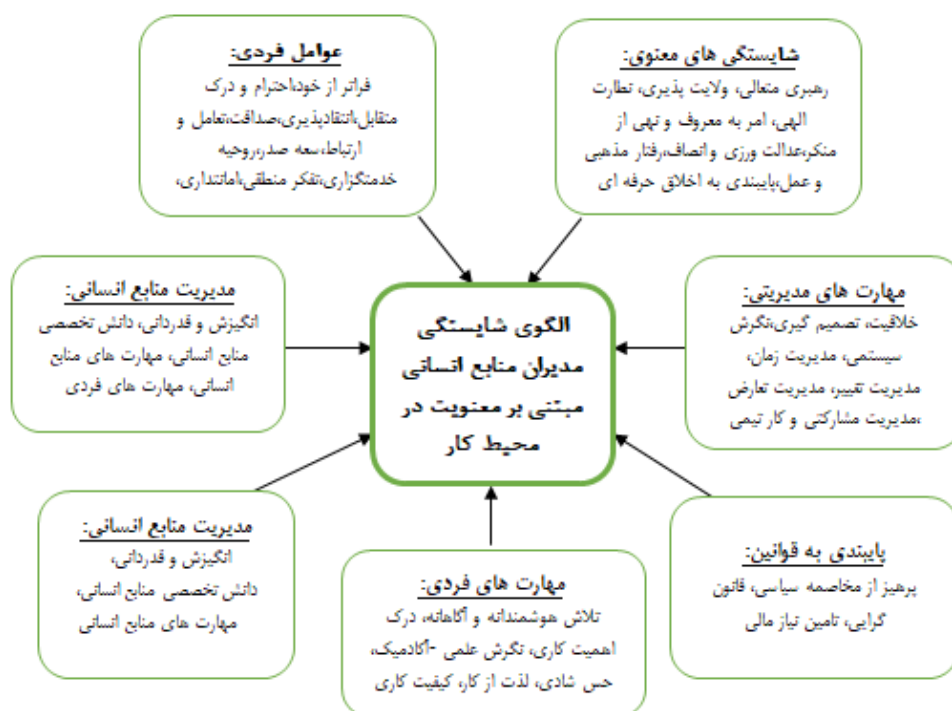 شایستگی های معنوی:
رهبری متعالی، ولایت پذیری، نظارت
الهی، امر به معروف و نهی از
منکر،عدالت ورزی و انصاف،رفتار مذهبی
و عمل،پایبندی به اخلاق حرفه ای
عوامل فردی:
فراتر از خود،احترام و درک
متقابل،انتقادپذیری،صداقت،تعامل و
ارتباط،سعه صدر،روحیه
خدمتگزاری،تفکر منطقی،امانتداری،
مهارت های مدیریتی:
خلاقیت، تصمیم گیری،نگرش
سیستمی، مدیریت زمان،
مدیریت تغییر، مدیریت تعارض
،مدیریت مشارکتی و کار تیمی
الگوی شایستگی
مدیران منابع انسانی
مبتنی بر معنویت در
محیط کار
مدیریت منابع انسانی:
انگیزش و قدردانی، دانش تخصصی
منابع انسانی، مهارت های منابع
انسانی، مهارت های فردی
پایبندی به قوانین:
پرهیز از مخاصمه سیاسی، قانون
گرایی، تامین نیاز مالی
مهارت های فردی:
تلاش هوشمندانه و آگاهانه، درک
اهمیت کاری، نگرش علمی -آکادمیک،
حس شادی، لذت از کار، کیفیت کاری
مدیریت منابع انسانی:
انگیزش و قدردانی،
دانش تخصصی منابع انسانی،
مهارت های منابع انسانی